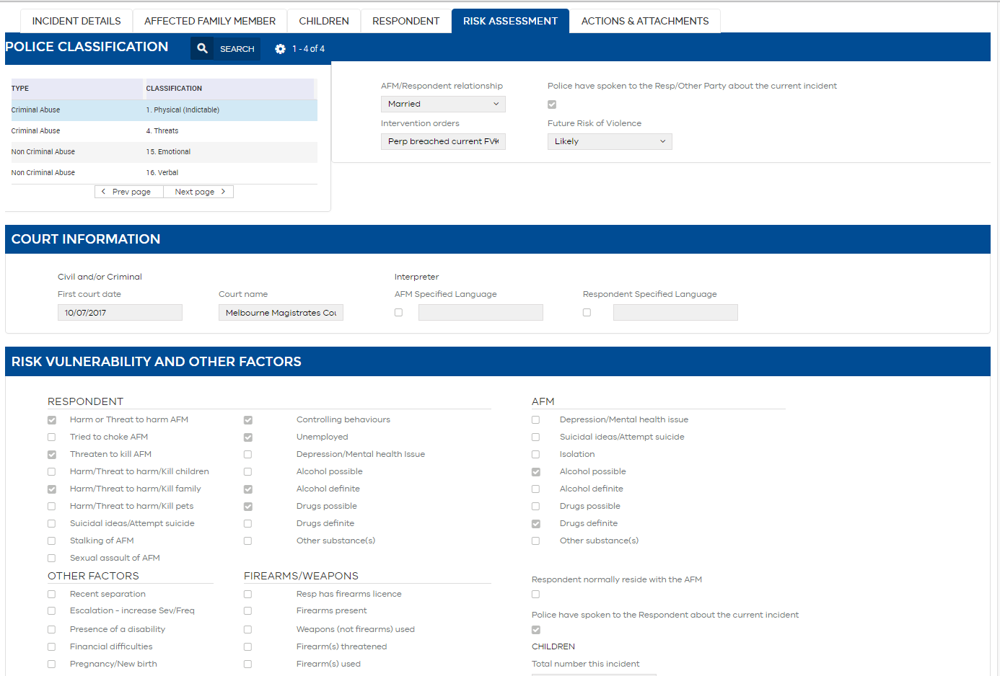 INCIDENT DETAILS AFFECTED FAMILY MEMBER CHILDREN RESPONDENT RISK ASSESSMENT ACTIONS & ATTACHMENTS
POLICE CLASSIFICATION SEARCH 1 - 4 of 4
TYPE CLASSIFICATION
Criminal Abuse 1. Physical (Indictable)
Criminal Abuse 4. Threats
Non Criminal Abuse 15. Emotional
Non Criminal Abuse 16. Verbal
Prev page Next page
AFM/Respondent relationship Police have spoken to the Resp/Other Party about the current incident
Married
Intervention orders Future Risk of Violence
Perp breached current Likely
COURT INFORMATION
Civil and/or Criminal Interpreter
First court date Court name AFM Specified Language Respondent Specified Language
10/07/2017 Melbourne Magistrates Cou
RISK VULNERABILITY AND OTHER FACTORS
RESPONDENT AFM
Harm or Threat to harm AFM Controlling behaviours Depression/Mental health issue
Tried to choke AFM Unemployed Suicidal ideas/Attempt suicide
Threaten to kill AFM Depression/Mental health Issue Isolation
Harm/Threat to harm/Kill children Alcohol possible Alcohol possible
Harm/Threat to harm/Kill family Alcohol definite Alcohol definite
Harm/Threat to harm/Kill pets Drugs possible Drugs possible
Suicidal ideas/Attempt suicide Drugs definite Drugs definite
Stalking of AFM Other substance(s) Other substance(s)
Sexual assault of AFM
OTHER FACTORS FIREARMS/WEAPONS
Respondent normally reside with the AFM
Recent separation Resp has firearms licence
Escalation - increase Sev/Freq Firearms present
Police have spoken to the Respondent about the current incident
Presence of a disability Weapons (not firearms) used
Financial difficulties Firearm(s) threatened CHILDREN
Pregnancy/New birth Firearm(s) used Total number this incident